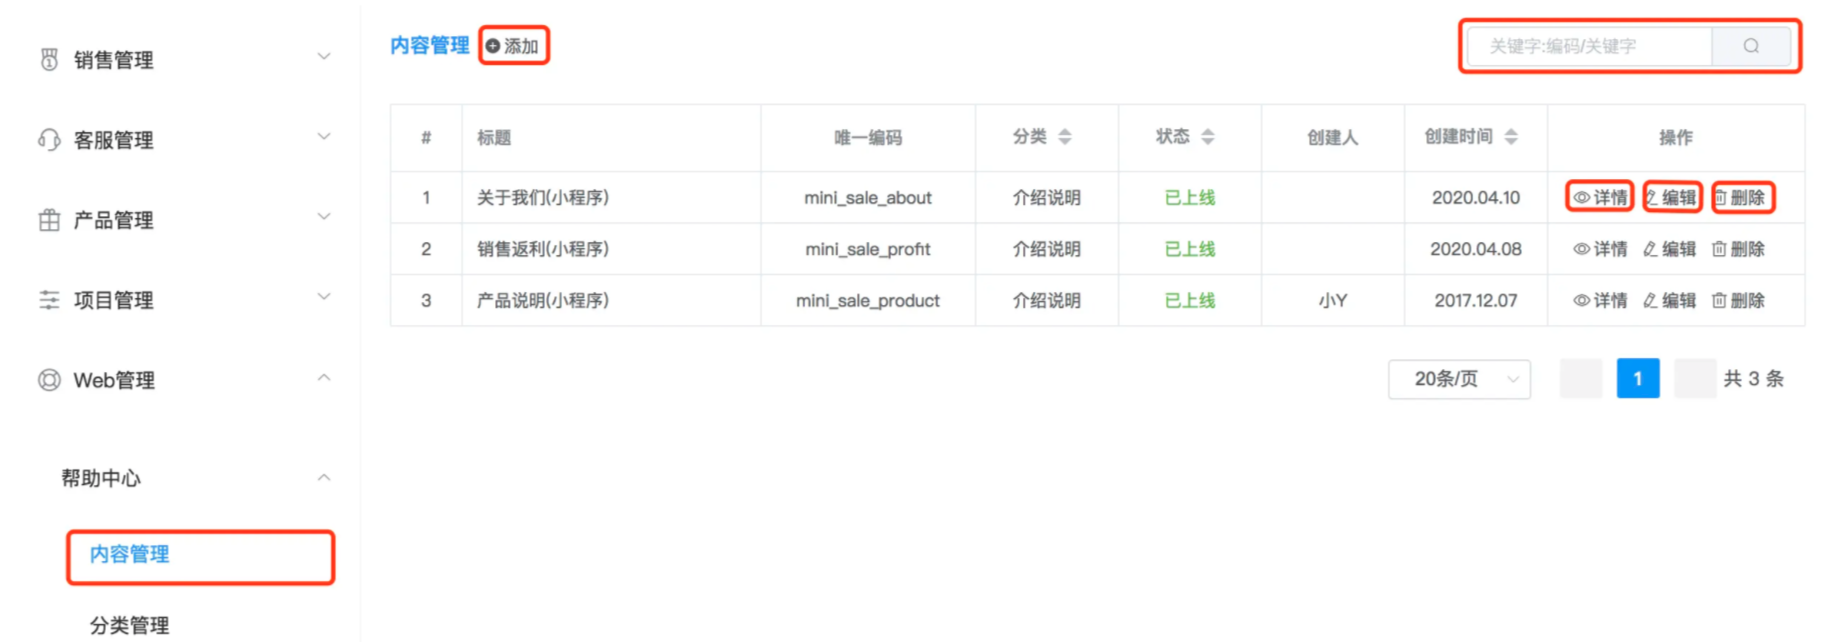 销售管理
客服管理
产品管理
项目管理
Web管理
帮助中心
内容管理
分类管理
内容管理 添加
关键字:编码/关键字
# 标题 唯一编码 分类 状态 创建人 创建时间 操作
1 关于我们(小程序) mini_sale_about 介绍说明 已上线 2020.04.10 详情 编辑 删除
2 销售返利(小程序) mini_sale_profit 介绍说明 已上线 2020.04.08 详情 编辑 删除
3 产品说明(小程序) mini_sale_product 介绍说明 已上线 小Y 2017.12.07 详情 编辑 删除
20条/页 1 共 3 条